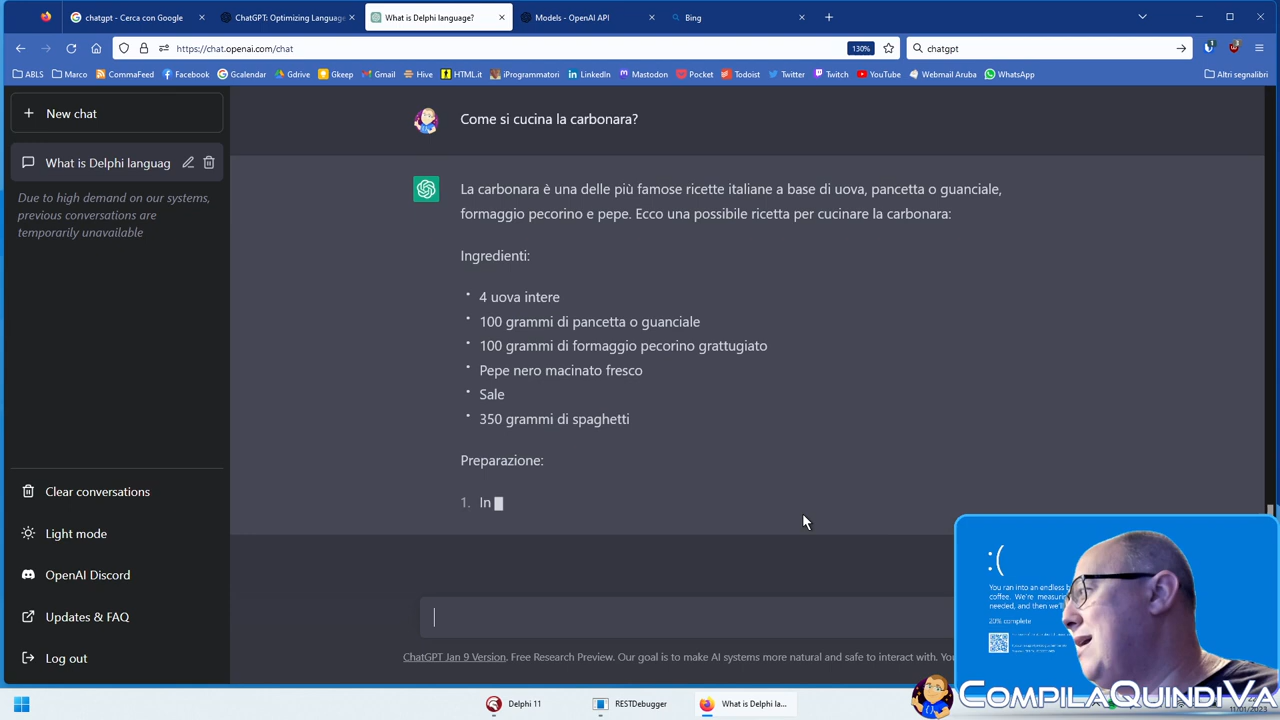 chatgpt - Cerca con Google
ChatGPT: Optimizing Language
What is Delphi language?
Models - OpenAI API
Bing
https://chat.openai.com/chat
130%
chatgpt
ABLS
Marco
CommaFeed
Facebook
Gcalendar
Gdrive
Gkeep
Gmail
Hive
HTML.it
iProgrammatori
LinkedIn
Mastodon
Pocket
Todoist
Twitter
Twitch
YouTube
Webmail Aruba
WhatsApp
Altri segnalibri
New chat
What is Delphi languag
Due to high demand on our systems,
previous conversations are
temporarily unavailable
Clear conversations
Light mode
OpenAI Discord
Updates & FAQ
Log out
Come si cucina la carbonara?
La carbonara è una delle più famose ricette italiane a base di uova, pancetta o guanciale,
formaggio pecorino e pepe. Ecco una possibile ricetta per cucinare la carbonara:
Ingredienti:
• 4 uova intere
• 100 grammi di pancetta o guanciale
• 100 grammi di formaggio pecorino grattugiato
• Pepe nero macinato fresco
• Sale
• 350 grammi di spaghetti
Preparazione:
1. In
ChatGPT Jan 9 Version. Free Research Preview. Our goal is to make AI systems more natural and safe to interact with.
:(
You ran into an endless
coffee. We're measuring
needed, and then we'll
20% complete
COMPILAQUINDIVA
Delphi 11
RESTDebugger
What is Delphi la...
11/01/2023